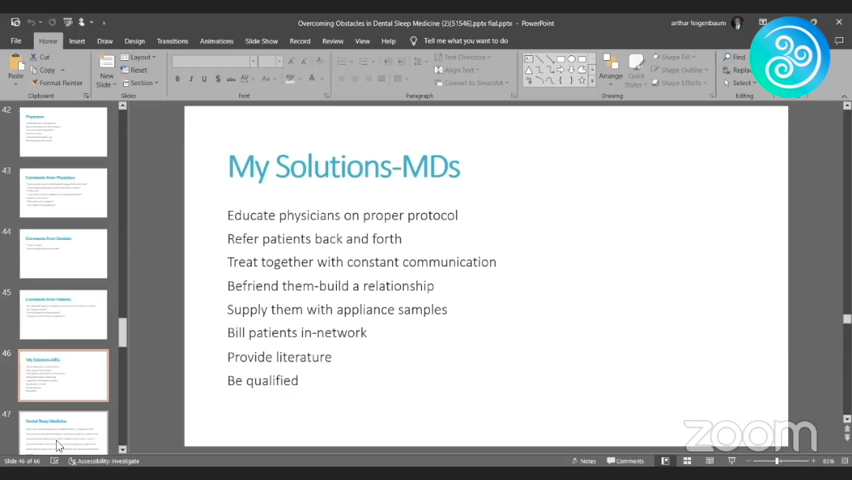 Overcoming Obstacles in Dental Sleep Medicine (2)[51546].pptx fial.pptx - PowerPoint
arthur feigenbaum
File Home Insert Draw Design Transitions Animations Slide Show Record Review View Help Tell me what you want to do
Paste
Cut
Copy
Format Painter
Clipboard
New
Slide
Layout
Reset
Section
Slides
Font
Text Direction
Align Text
Convert to SmartArt
Paragraph
Arrange
Quick
Styles
Shape Fill
Shape Outline
Shape Effects
Drawing
Find
Select
Editing
42
Physicians
43
Comments From Physicians
44
Comments From Dentists
45
Comments From Patients
46
My Solutions-MDs
47
Dental Sleep Medicine
My Solutions-MDs
Educate physicians on proper protocol
Refer patients back and forth
Treat together with constant communication
Befriend them-build a relationship
Supply them with appliance samples
Bill patients in-network
Provide literature
Be qualified
zoom
Slide 46 of 66
Accessibility: Investigate
Notes
Comments